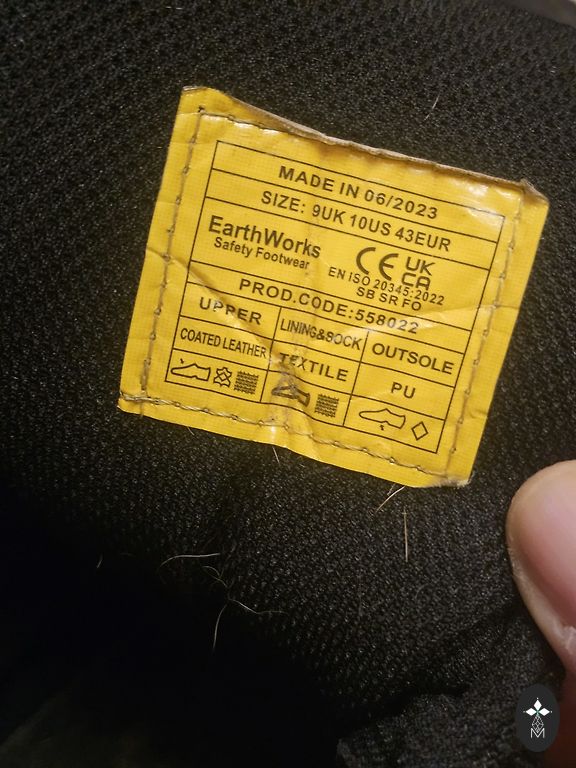 MADE IN 06/2023
SIZE: 9UK 10US 43EUR
EarthWorks
Safety Footwear
CE UK
CA
EN ISO 20345:2022
SB SR FO
PROD.CODE:558022
UPPER LINING&SOCK OUTSOLE
COATED LEATHER TEXTILE PU
M